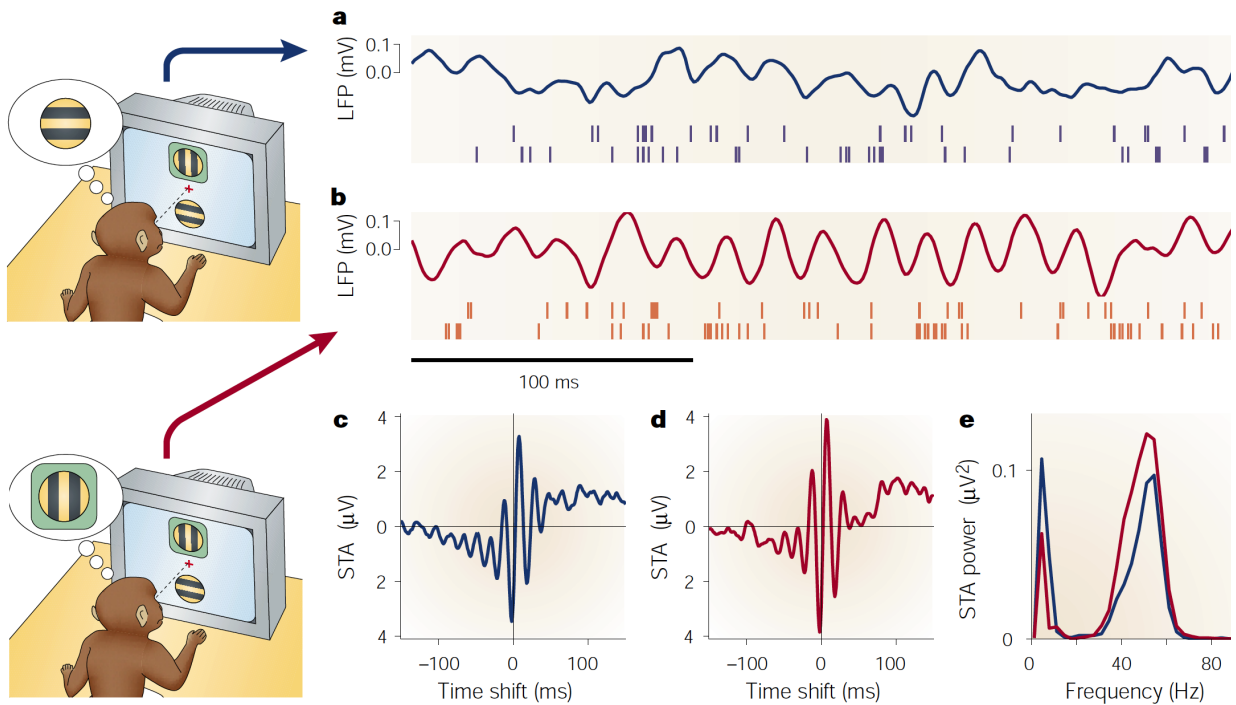 a
LFP (mV)
0.1
0.0
b
LFP (mV)
0.1
0.0
100 ms
c
STA (μV)
4
2
0
2
4
–100
0
100
Time shift (ms)
d
STA (μV)
4
2
0
2
4
–100
0
100
Time shift (ms)
e
STA power (μV²)
0.1
0
0
40
80
Frequency (Hz)